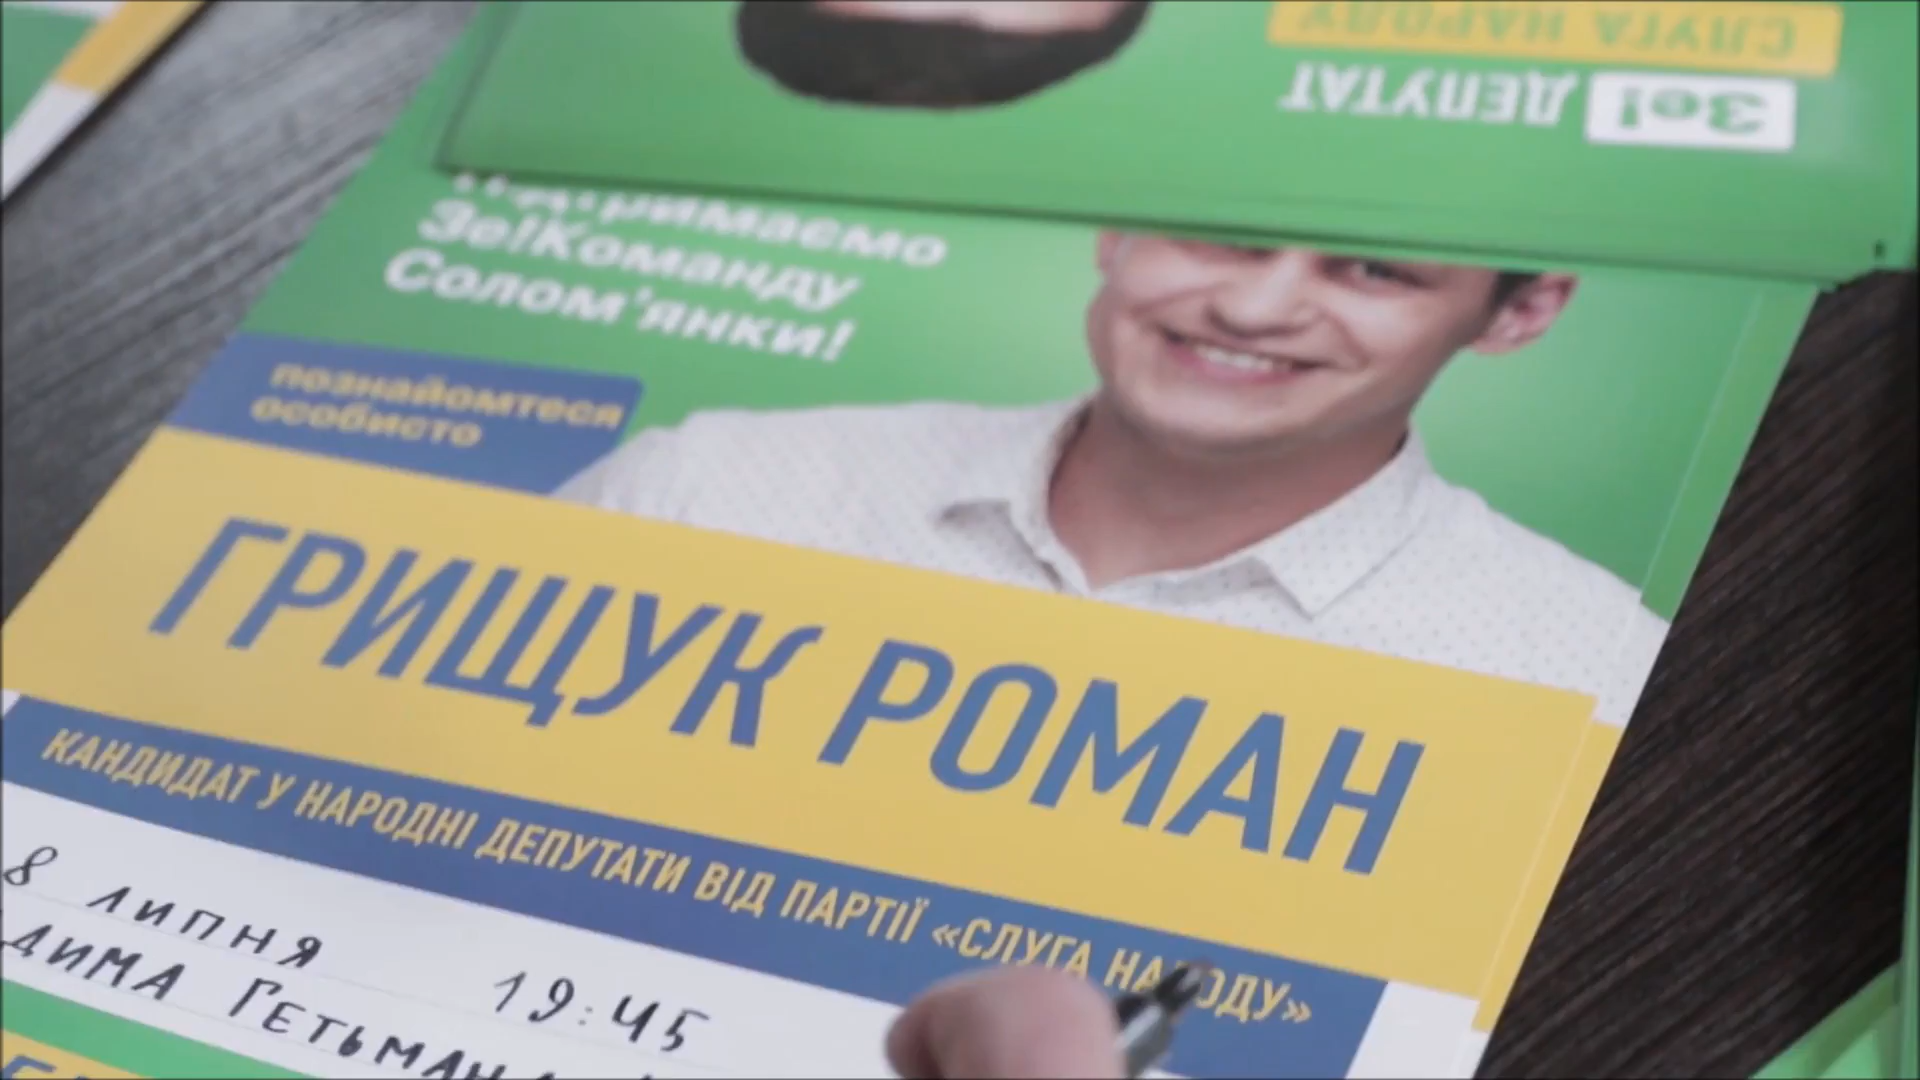 СЛУГА НАРОДУ
Зе! ДЕПУТАТ
Підтримаємо
Зе!Команду
Солом'янки!
познайомтеся
особисто
ГРИЩУК РОМАН
КАНДИДАТ У НАРОДНІ ДЕПУТАТИ ВІД ПАРТІЇ «СЛУГА НАРОДУ»
8 липня 19:45
Гетьмана